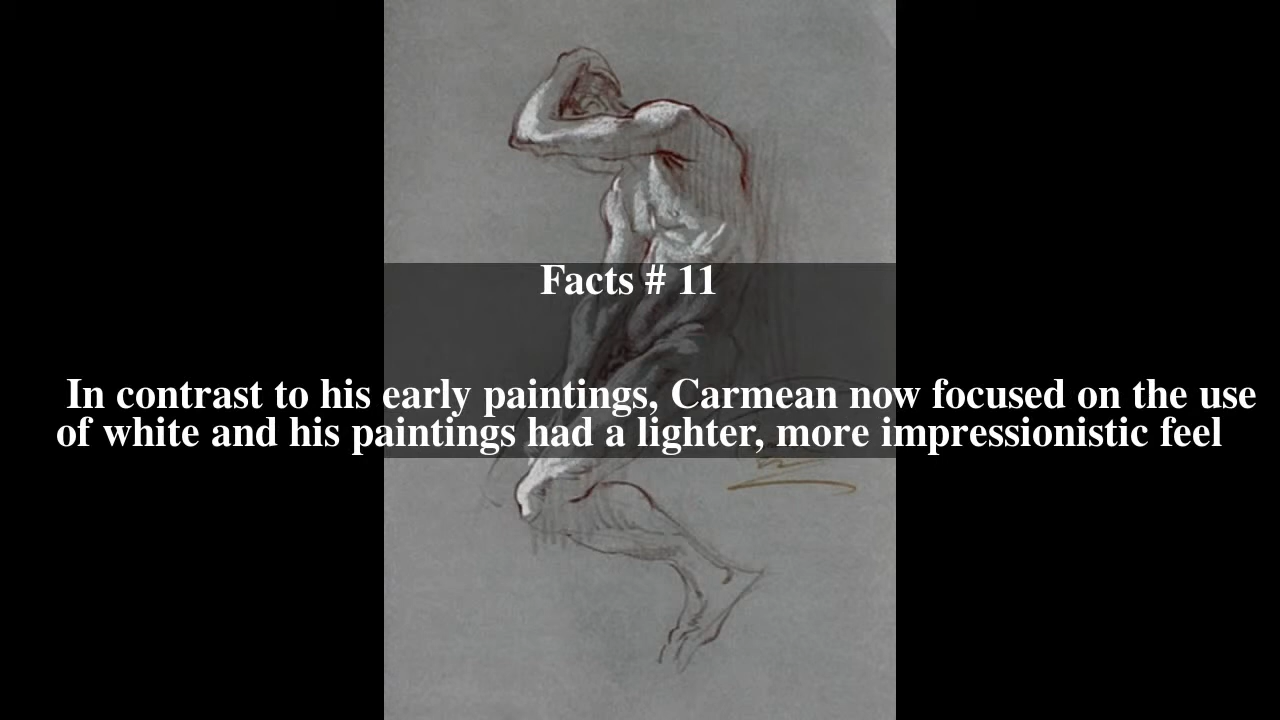 Facts # 11
In contrast to his early paintings, Carmean now focused on the use
of white and his paintings had a lighter, more impressionistic feel